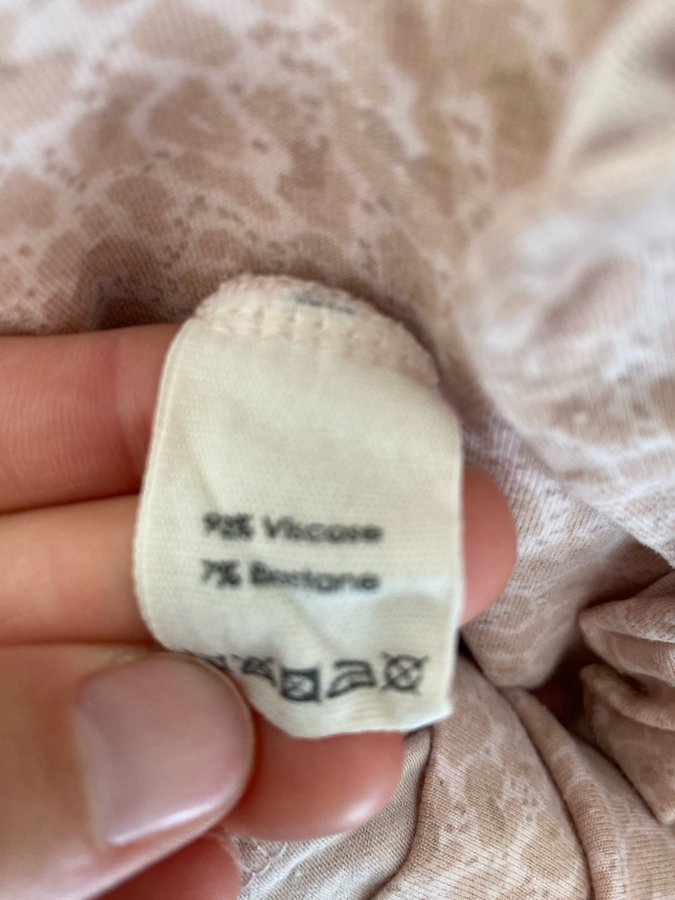 93% Viscose
7% Elastane